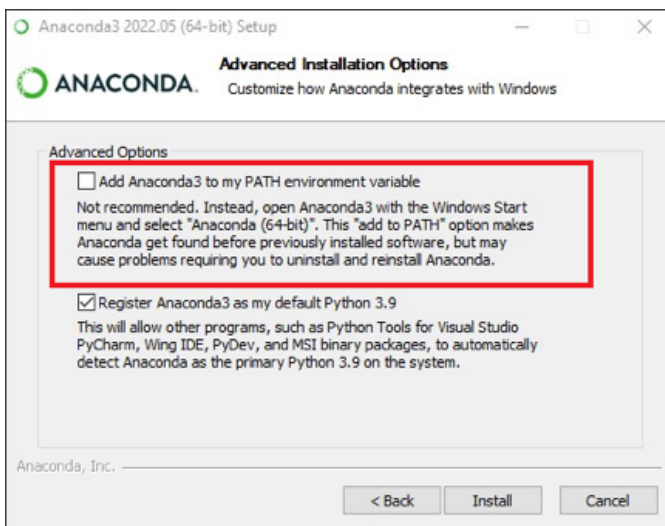 Anaconda3 2022.05 (64-bit) Setup
ANACONDA.
Advanced Installation Options
Customize how Anaconda integrates with Windows
Advanced Options
Add Anaconda3 to my PATH environment variable
Not recommended. Instead, open Anaconda3 with the Windows Start
menu and select "Anaconda (64-bit)". This "add to PATH" option makes
Anaconda get found before previously installed software, but may
cause problems requiring you to uninstall and reinstall Anaconda.
Register Anaconda3 as my default Python 3.9
This will allow other programs, such as Python Tools for Visual Studio
PyCharm, Wing IDE, PyDev, and MSI binary packages, to automatically
detect Anaconda as the primary Python 3.9 on the system.
Anaconda, Inc.
< Back Install Cancel